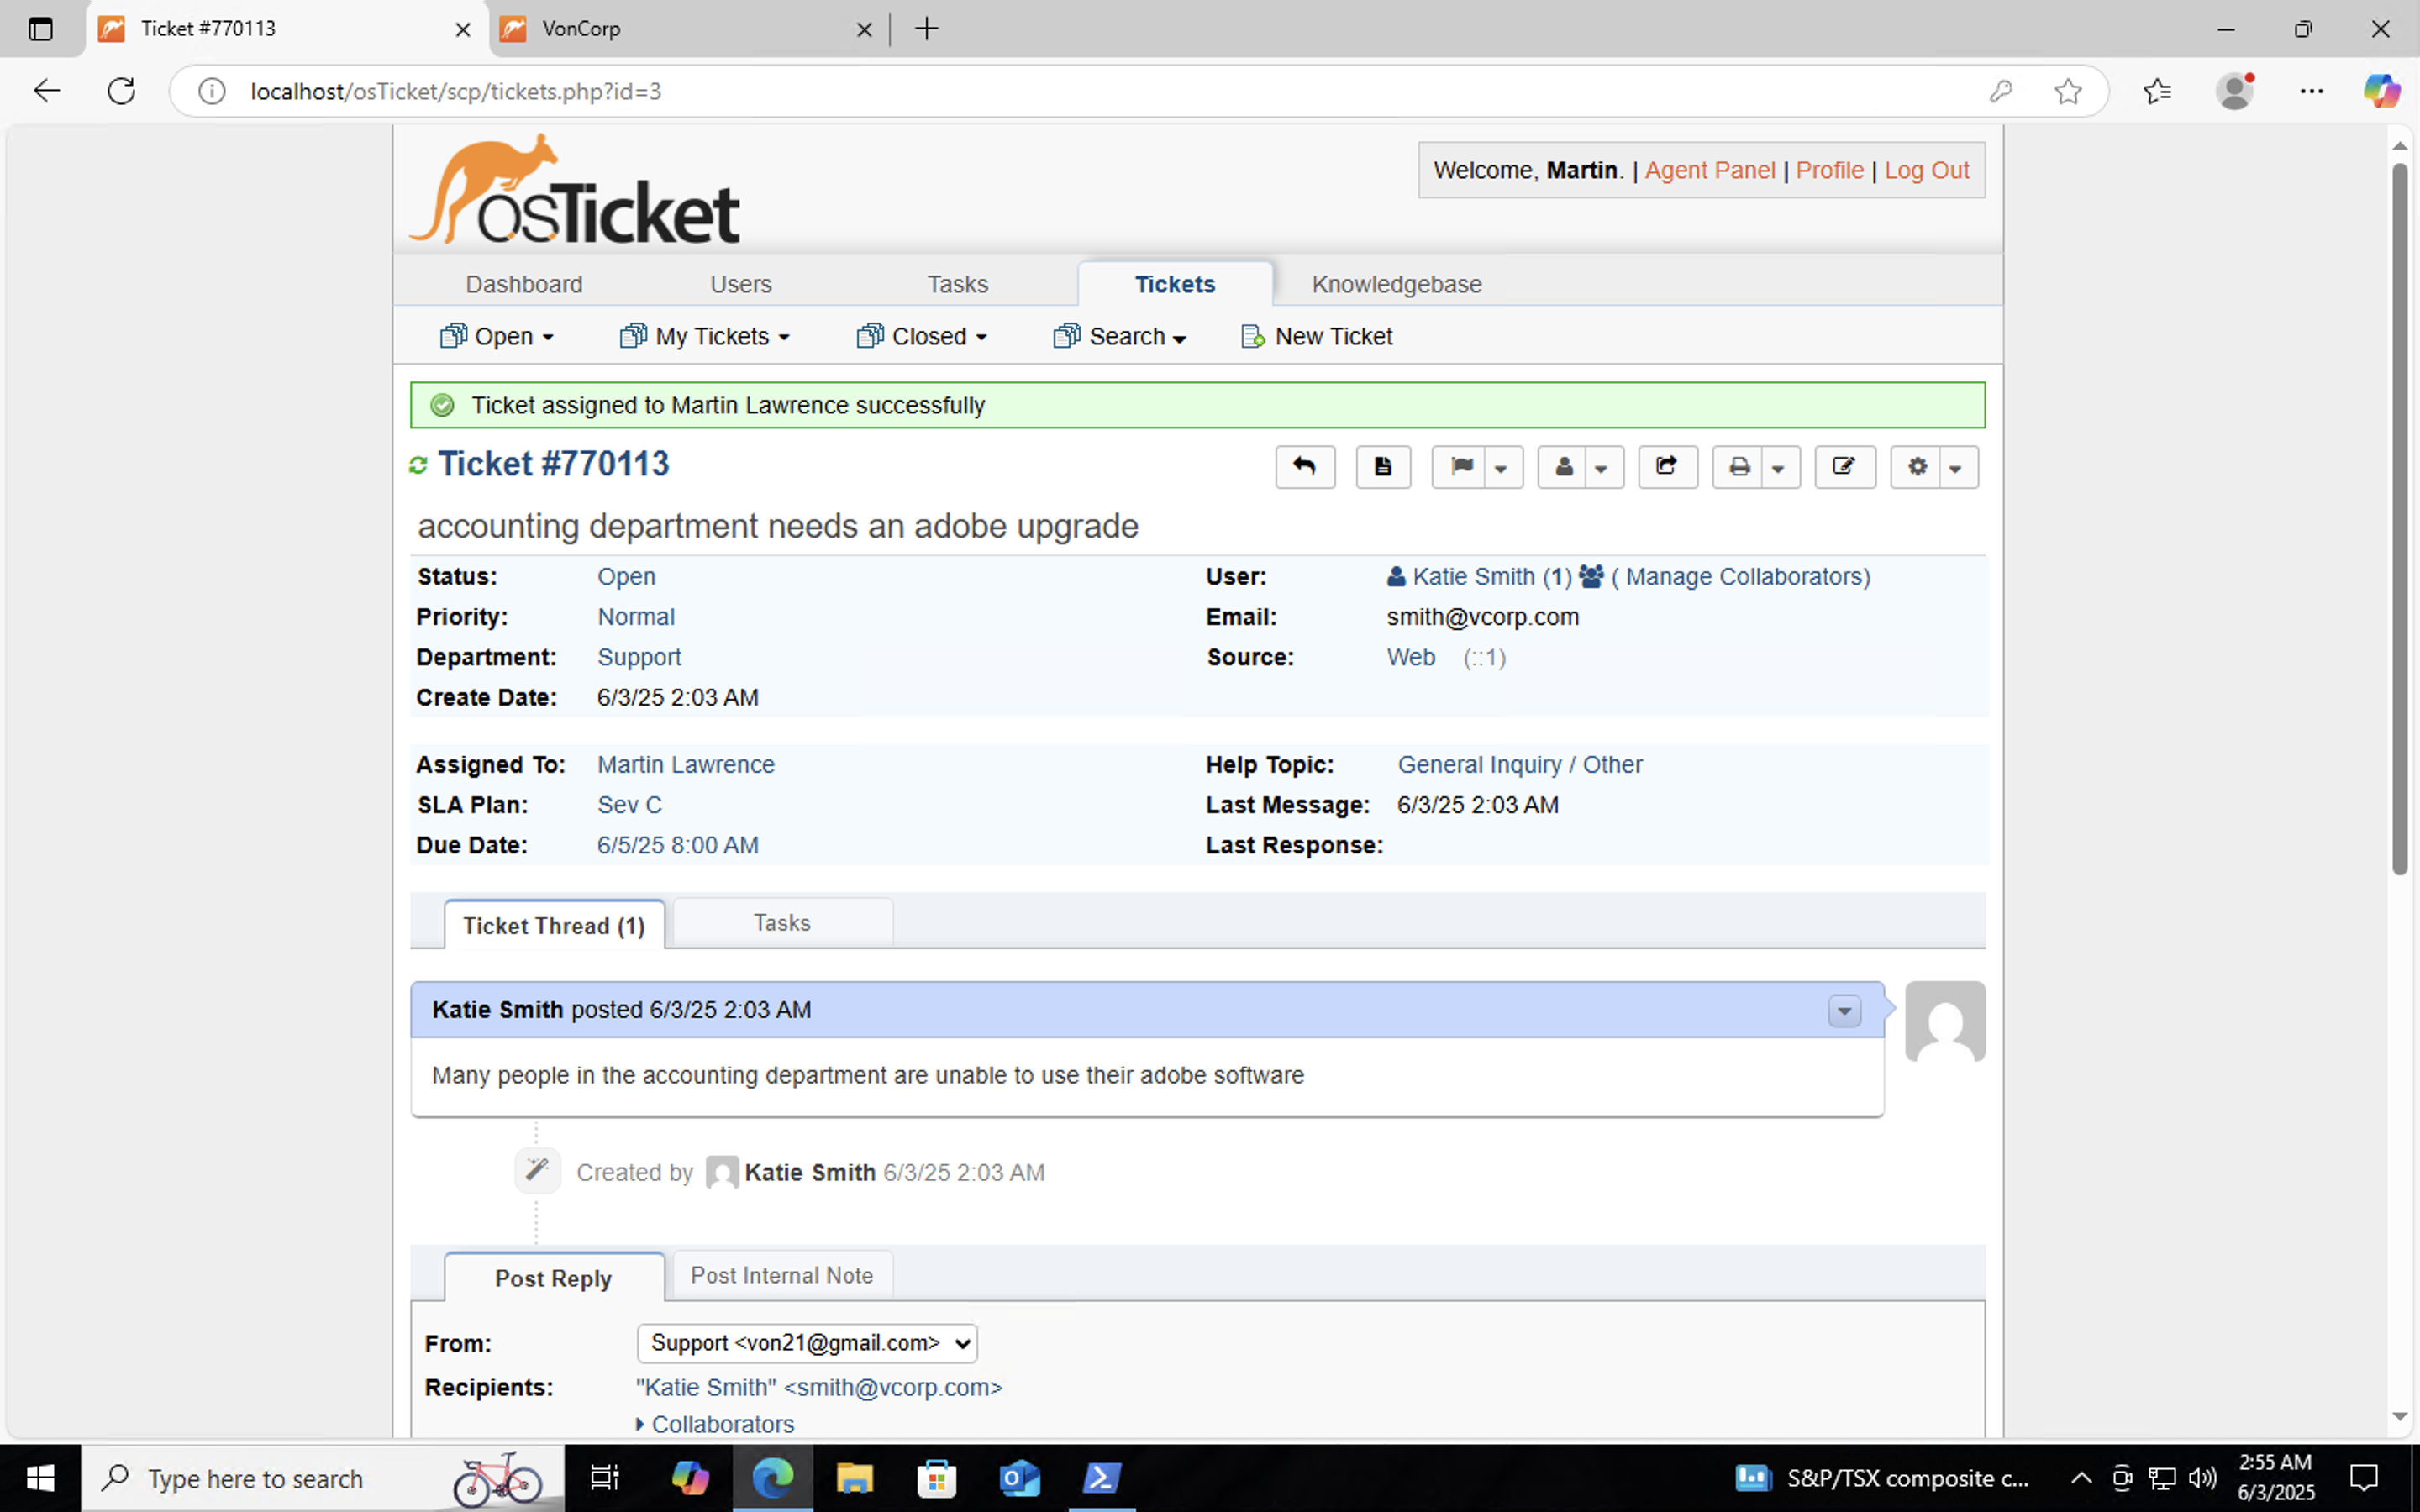 Ticket #770113
VonCorp
localhost/osTicket/scp/tickets.php?id=3
osTicket
Welcome, Martin. | Agent Panel | Profile | Log Out
Dashboard Users Tasks Tickets Knowledgebase
Open My Tickets Closed Search New Ticket
Ticket assigned to Martin Lawrence successfully
Ticket #770113
accounting department needs an adobe upgrade
Status: Open User: Katie Smith (1) ( Manage Collaborators)
Priority: Normal Email: smith@vcorp.com
Department: Support Source: Web (::1)
Create Date: 6/3/25 2:03 AM
Assigned To: Martin Lawrence Help Topic: General Inquiry / Other
SLA Plan: Sev C Last Message: 6/3/25 2:03 AM
Due Date: 6/5/25 8:00 AM Last Response:
Ticket Thread (1) Tasks
Katie Smith posted 6/3/25 2:03 AM
Many people in the accounting department are unable to use their adobe software
Created by Katie Smith 6/3/25 2:03 AM
Post Reply Post Internal Note
From: Support <von21@gmail.com>
Recipients: "Katie Smith" <smith@vcorp.com>
Collaborators
Type here to search
S&P/TSX composite c...
2:55 AM
6/3/2025